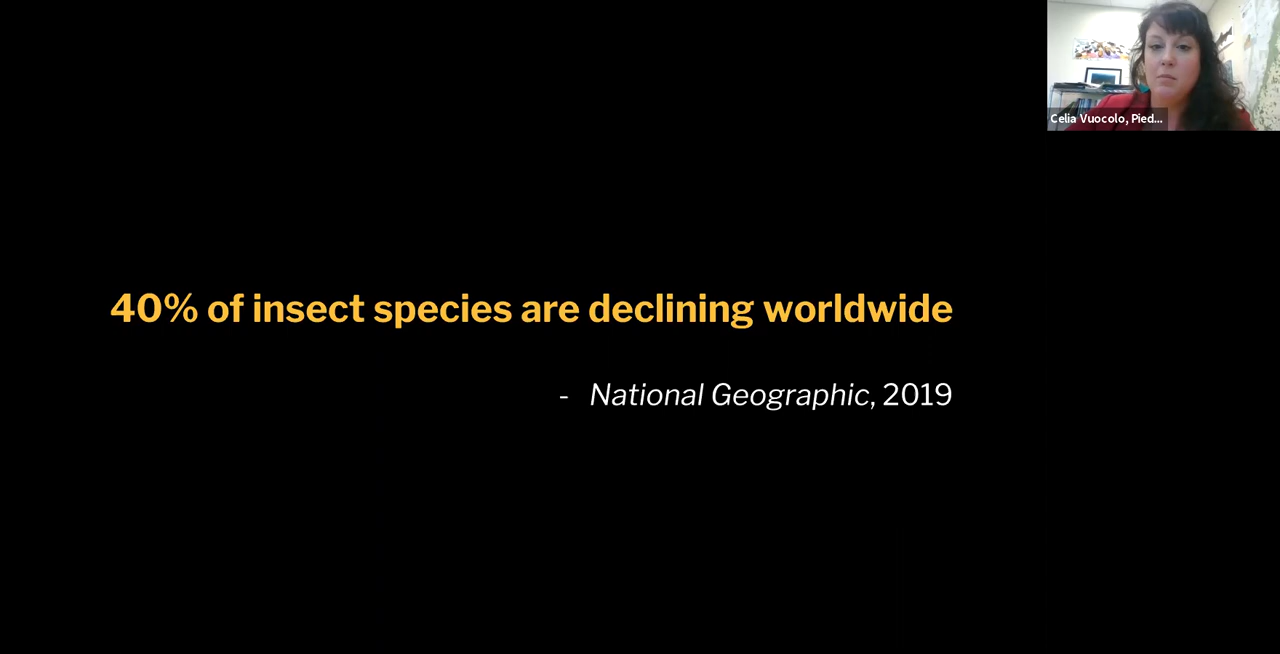 Celia Vuocolo, Pied...
40% of insect species are declining worldwide
- National Geographic, 2019